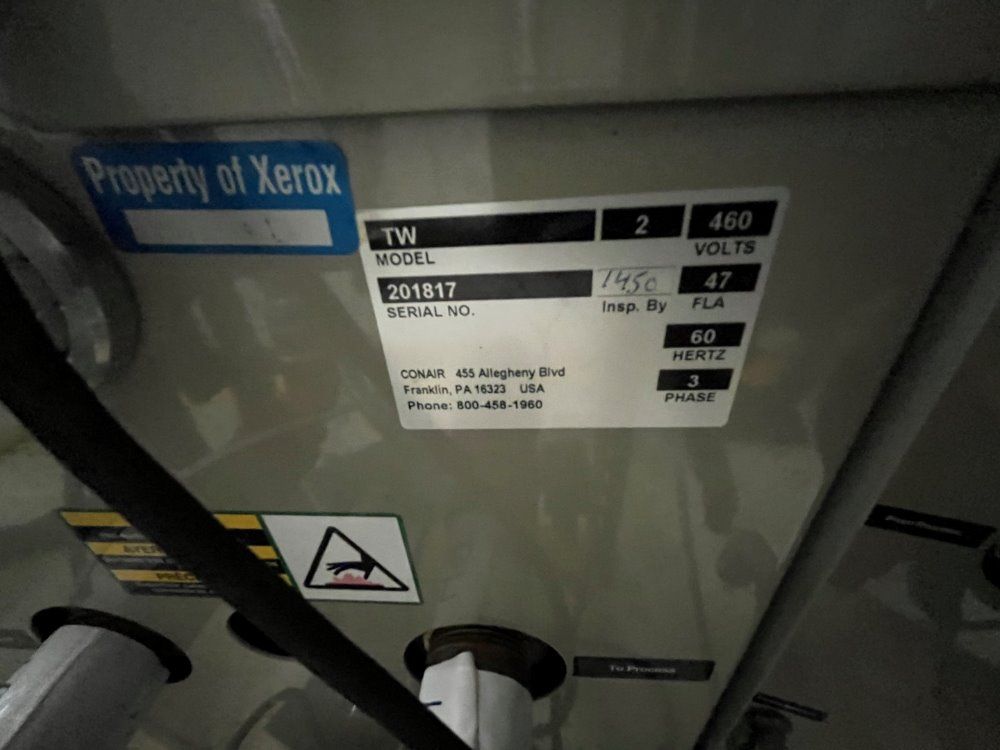 Property of Xerox
TW 2 460
MODEL VOLTS
201817 1450 47
SERIAL NO. Insp. By FLA
60
HERTZ
CONAIR 455 Allegheny Blvd
Franklin, PA 16323 USA
Phone: 800-458-1960
3
PHASE
To Process